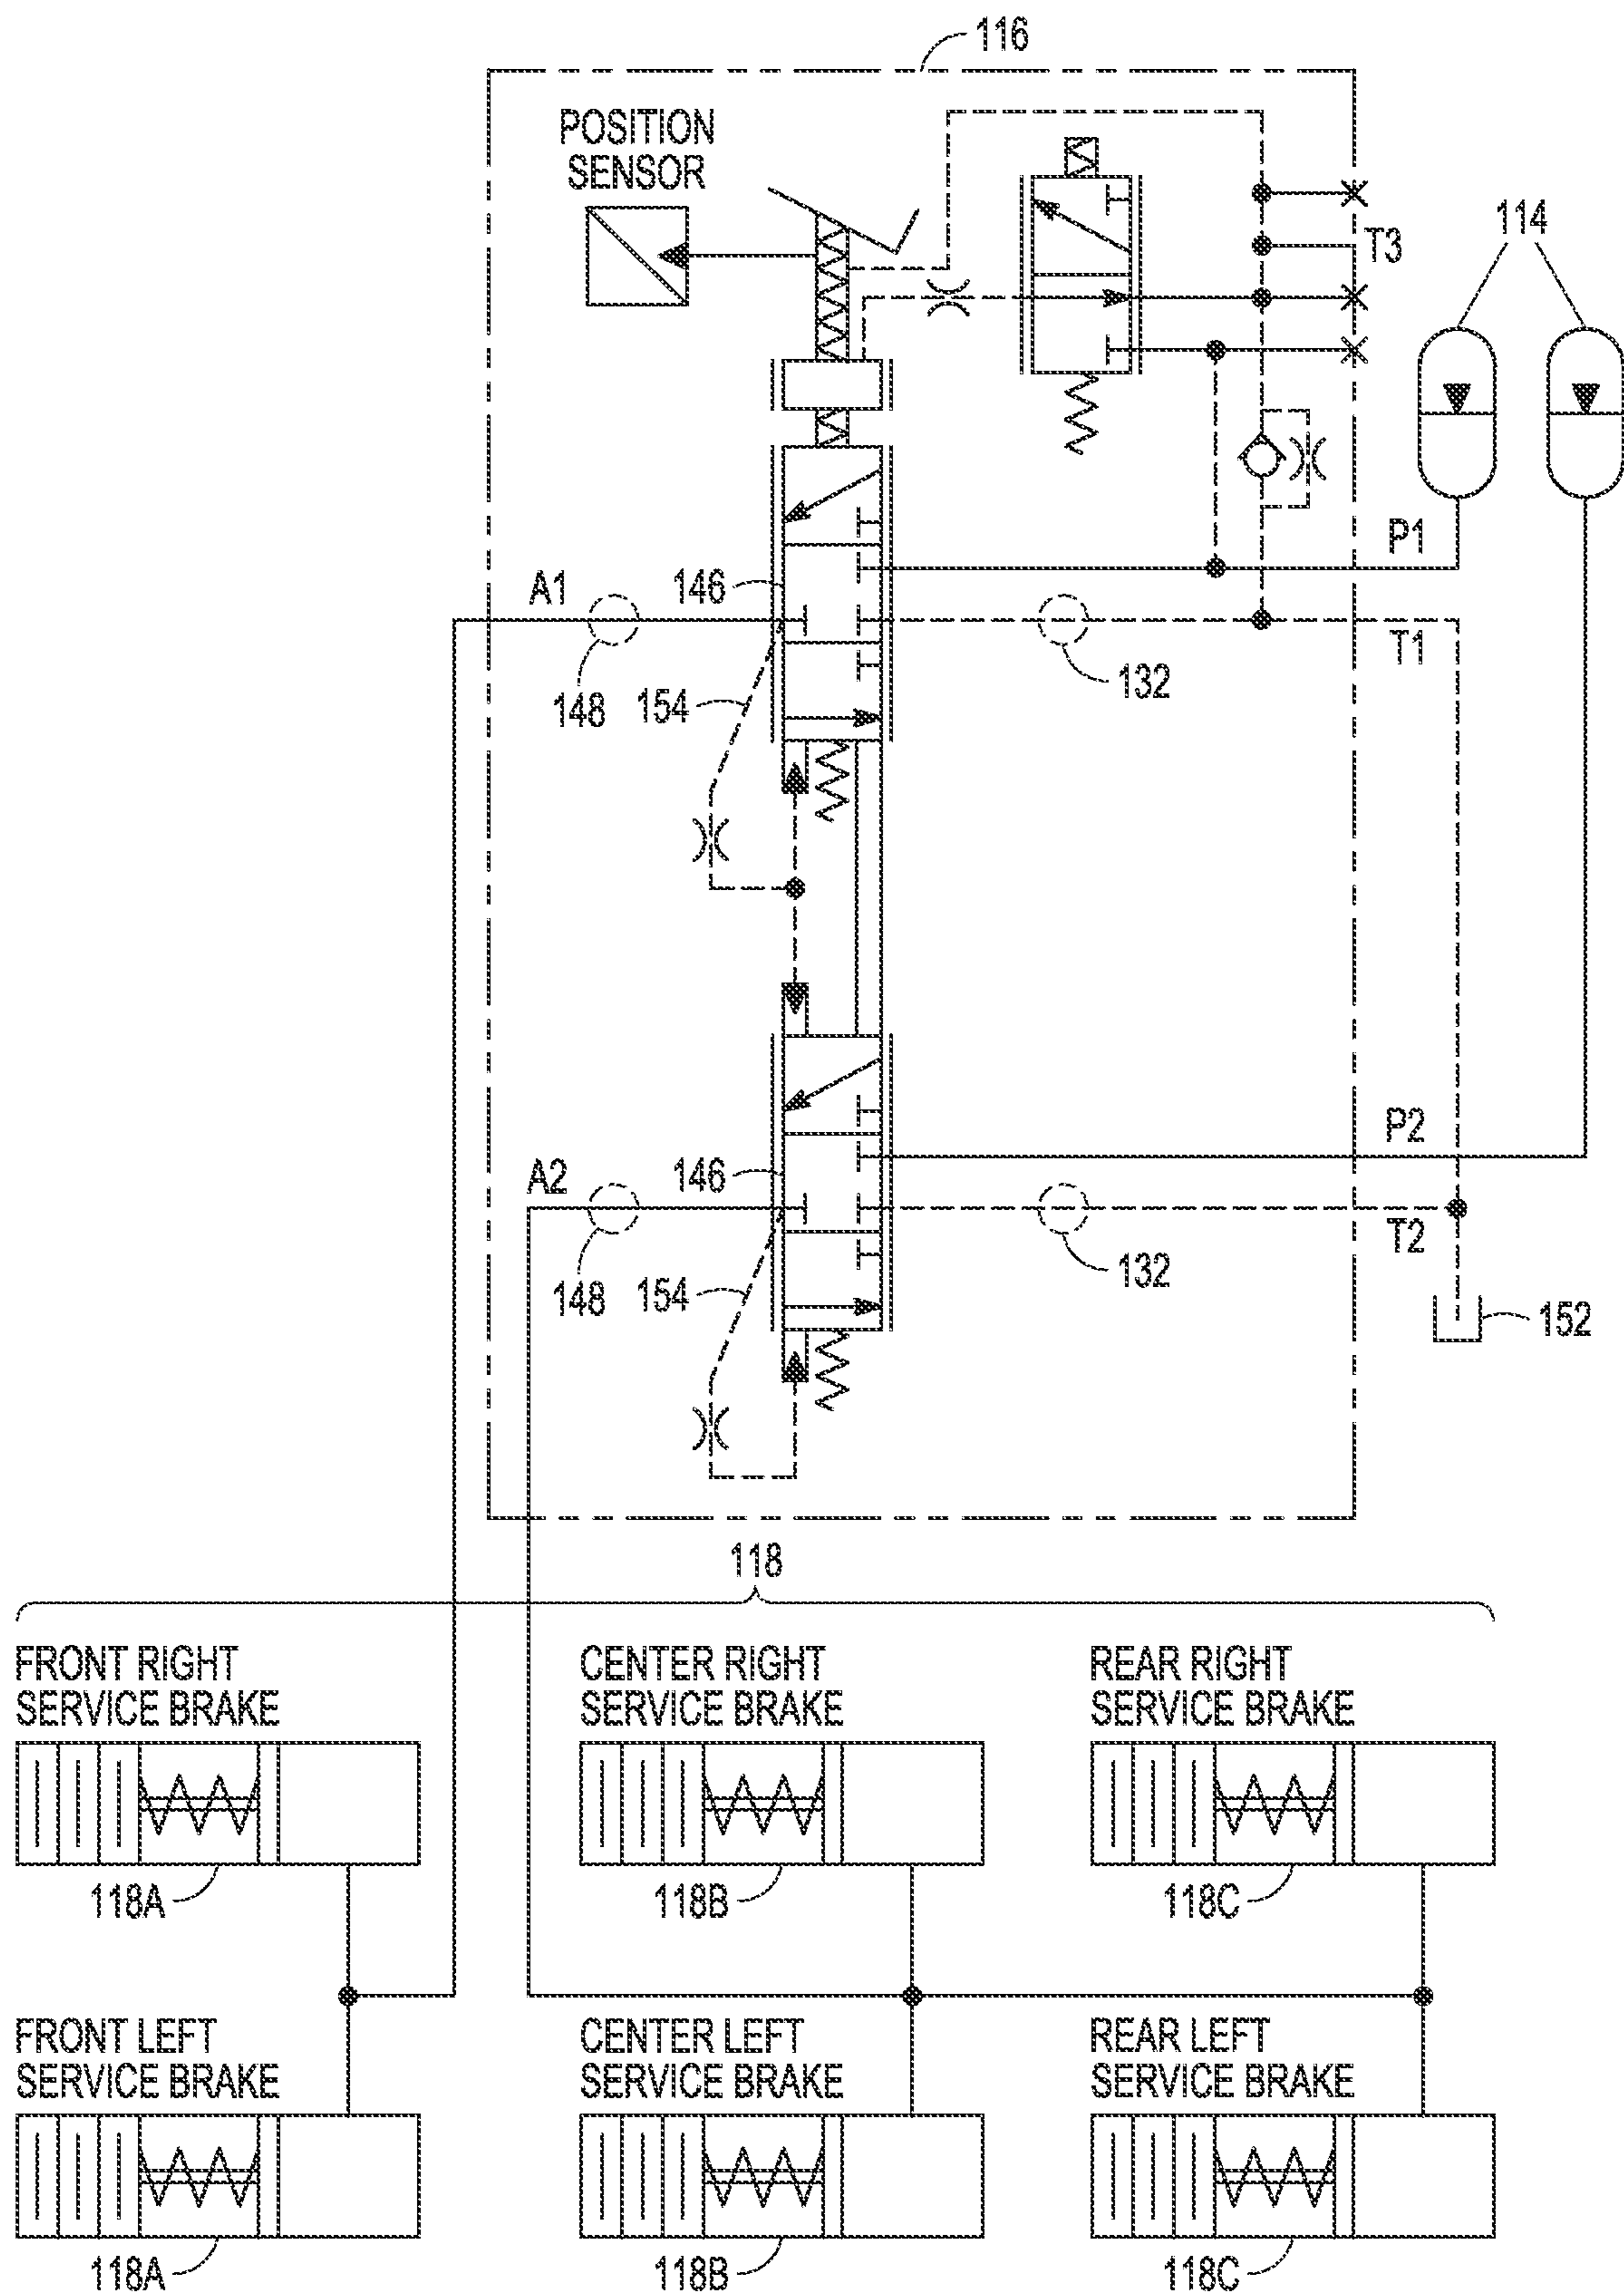 116
POSITION
SENSOR
T3
114
P1
A1
146
T1
148
154
132
P2
A2
146
T2
148
154
132
152
118
FRONT RIGHT
SERVICE BRAKE
CENTER RIGHT
SERVICE BRAKE
REAR RIGHT
SERVICE BRAKE
118A
118B
118C
FRONT LEFT
SERVICE BRAKE
CENTER LEFT
SERVICE BRAKE
REAR LEFT
SERVICE BRAKE
118A
118B
118C